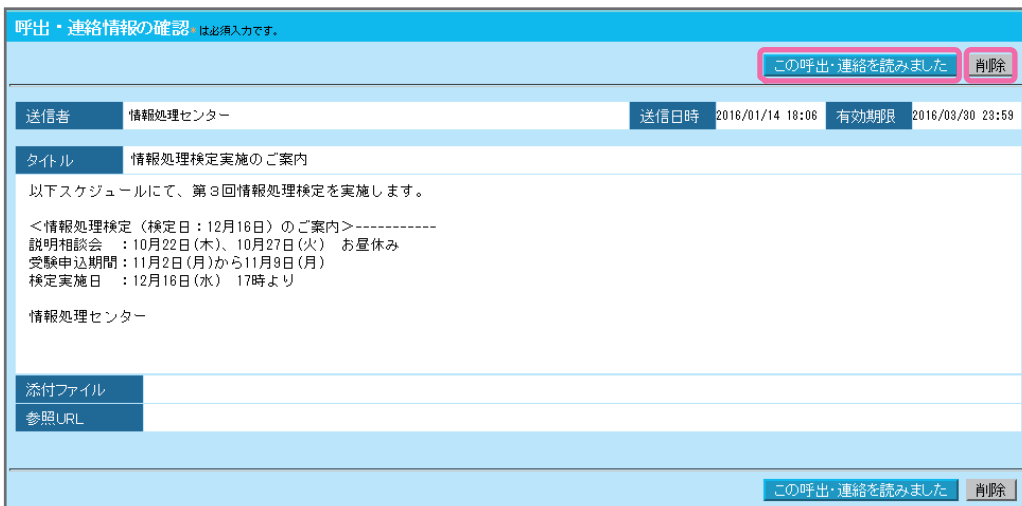 呼出・連絡情報の確認*は必須入力です。
この呼出・連絡を読みました 削除
送信者 情報処理センター 送信日時 2016/01/14 18:06 有効期限 2016/03/30 23:59
タイトル 情報処理検定実施のご案内
以下スケジュールにて、第３回情報処理検定を実施します。
＜情報処理検定（検定日：12月16日）のご案内＞-----------
説明相談会　：10月22日(木)、10月27日(火)　お昼休み
受験申込期間：11月2日(月)から11月9日(月)
検定実施日　：12月16日(水)　17時より
情報処理センター
添付ファイル
参照URL
この呼出・連絡を読みました 削除